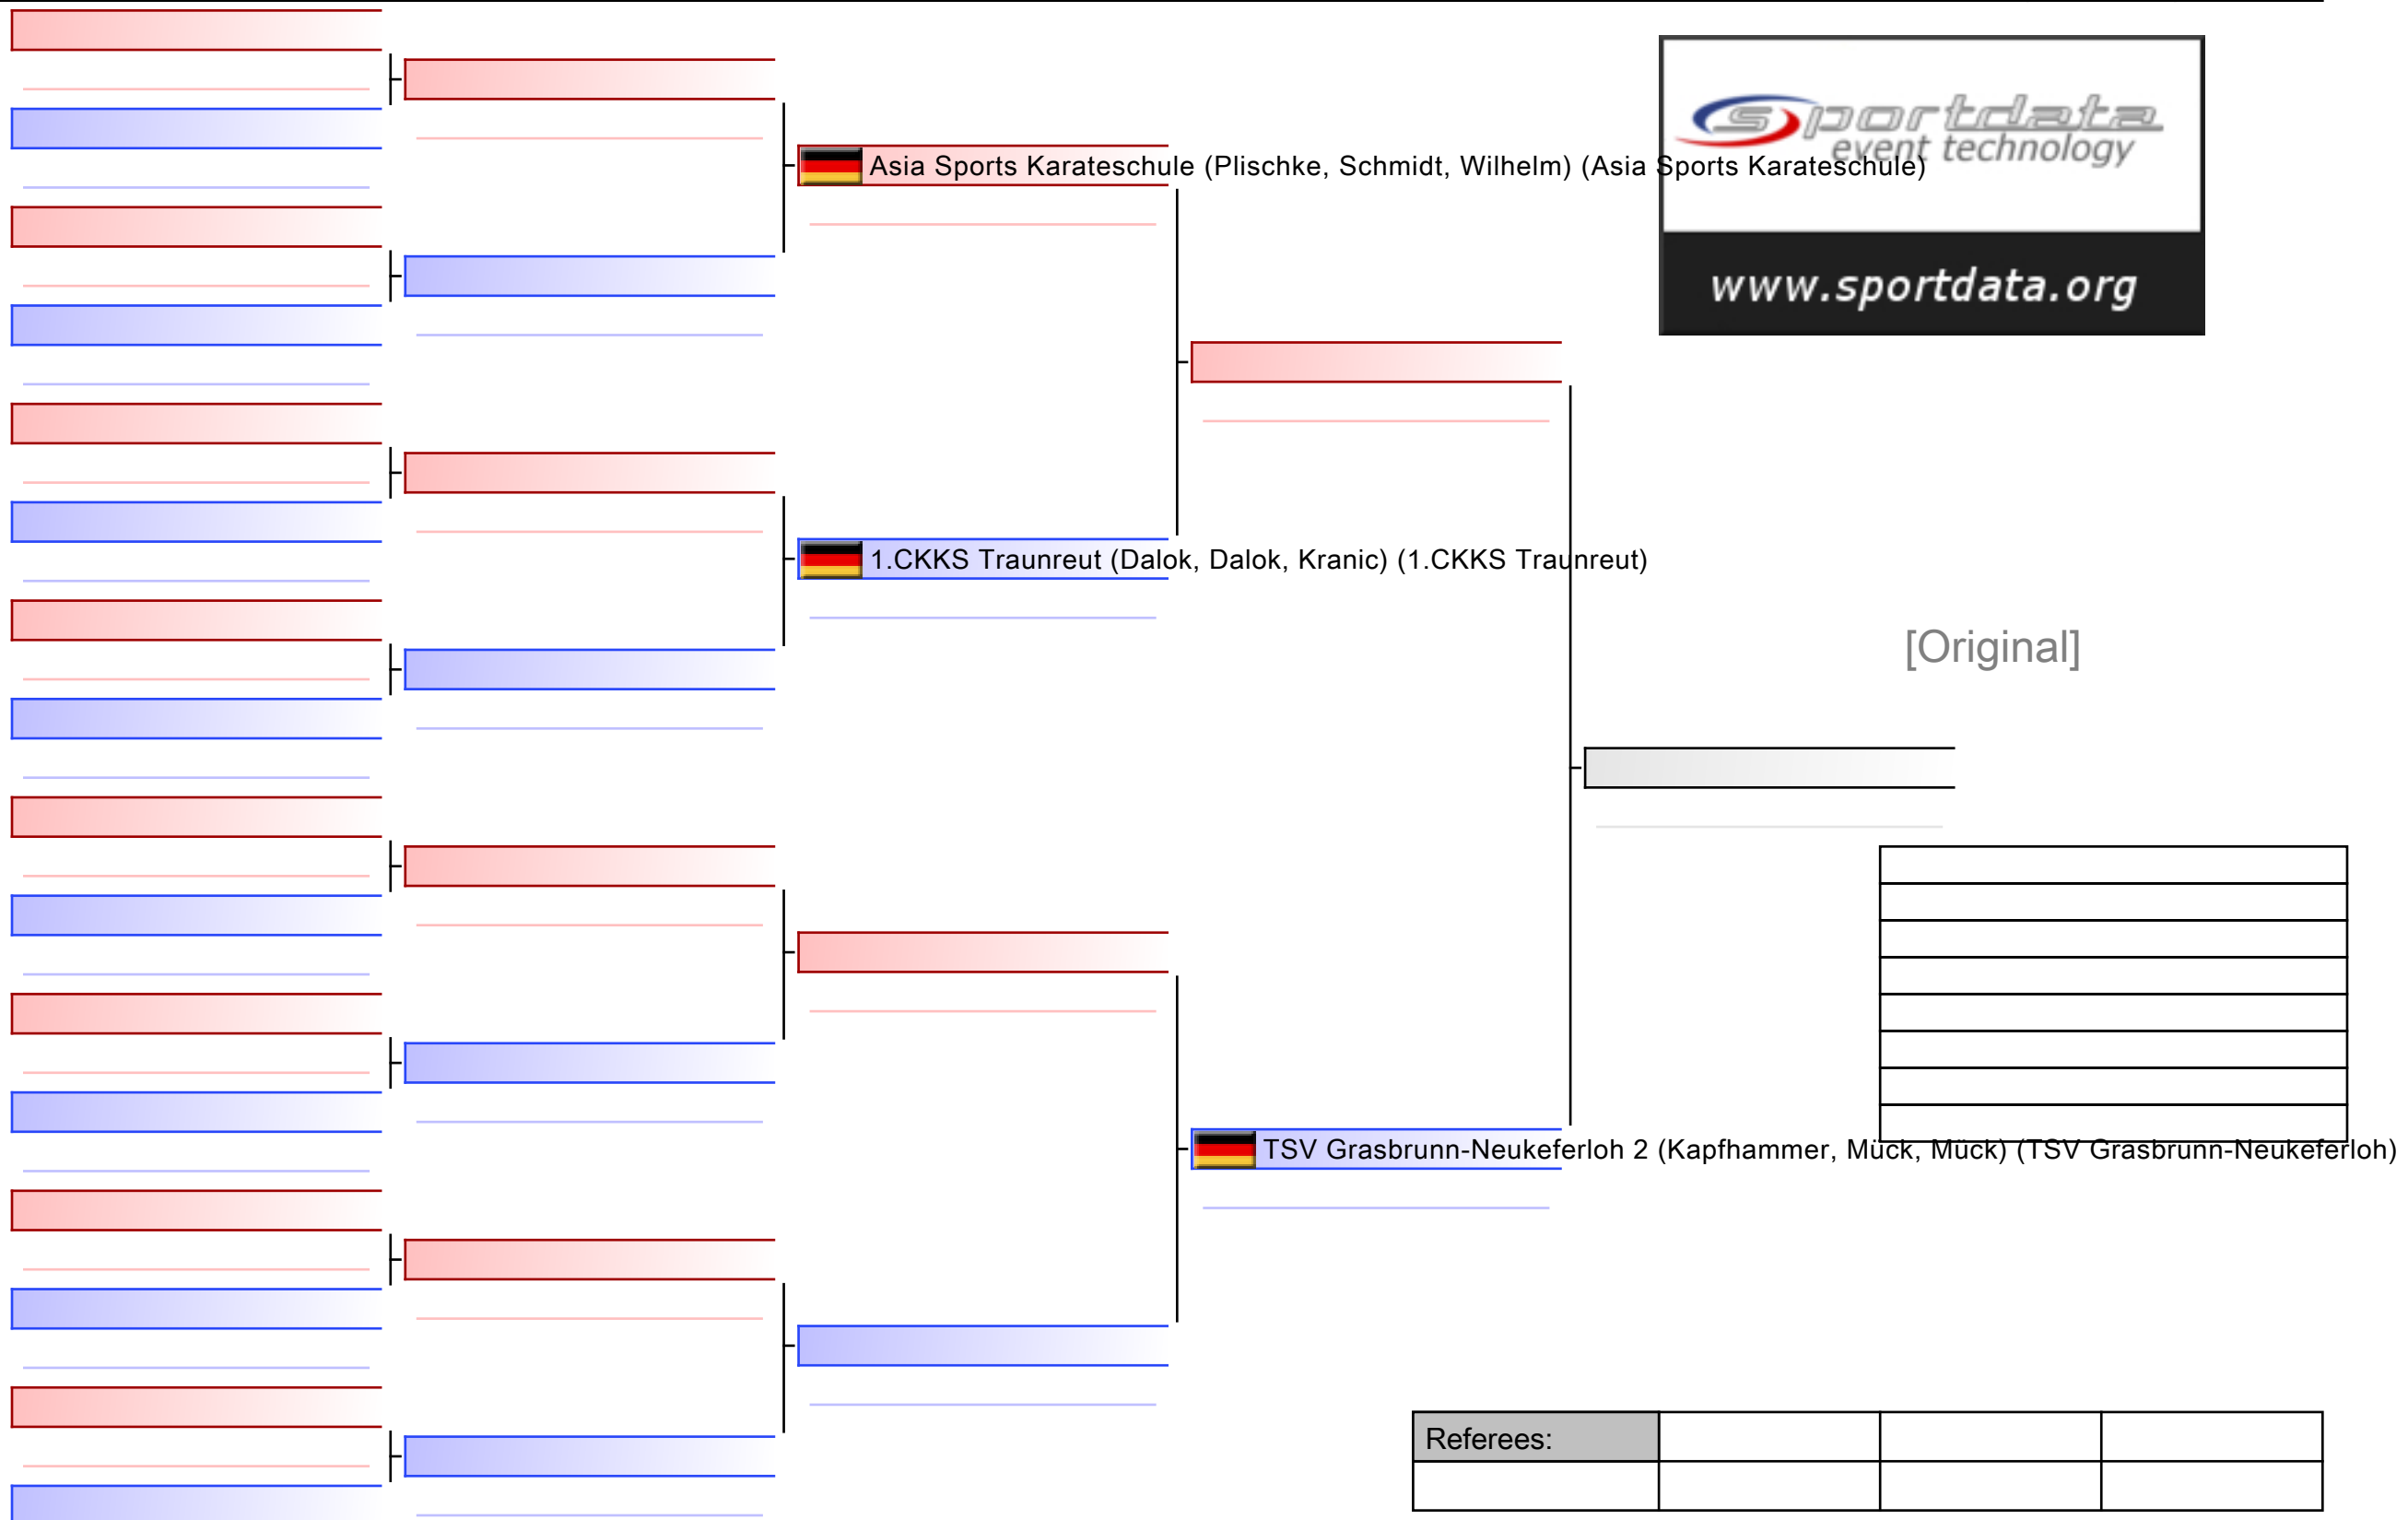 sportdata
event technology
Asia Sports Karateschule (Plischke, Schmidt, Wilhelm) (Asia Sports Karateschule)
www.sportdata.org
1.CKKS Traunreut (Dalok, Dalok, Kranic) (1.CKKS Traunreut)
[Original]
TSV Grasbrunn-Neukeferloh 2 (Kapfhammer, Mück, Mück) (TSV Grasbrunn-Neukeferloh)
Referees: